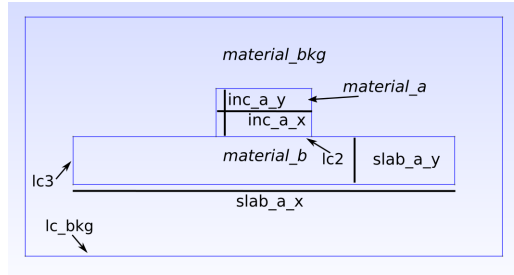 material_bkg
material_a
inc_a_y
inc_a_x
material_b
lc2
slab_a_y
lc3
slab_a_x
lc_bkg